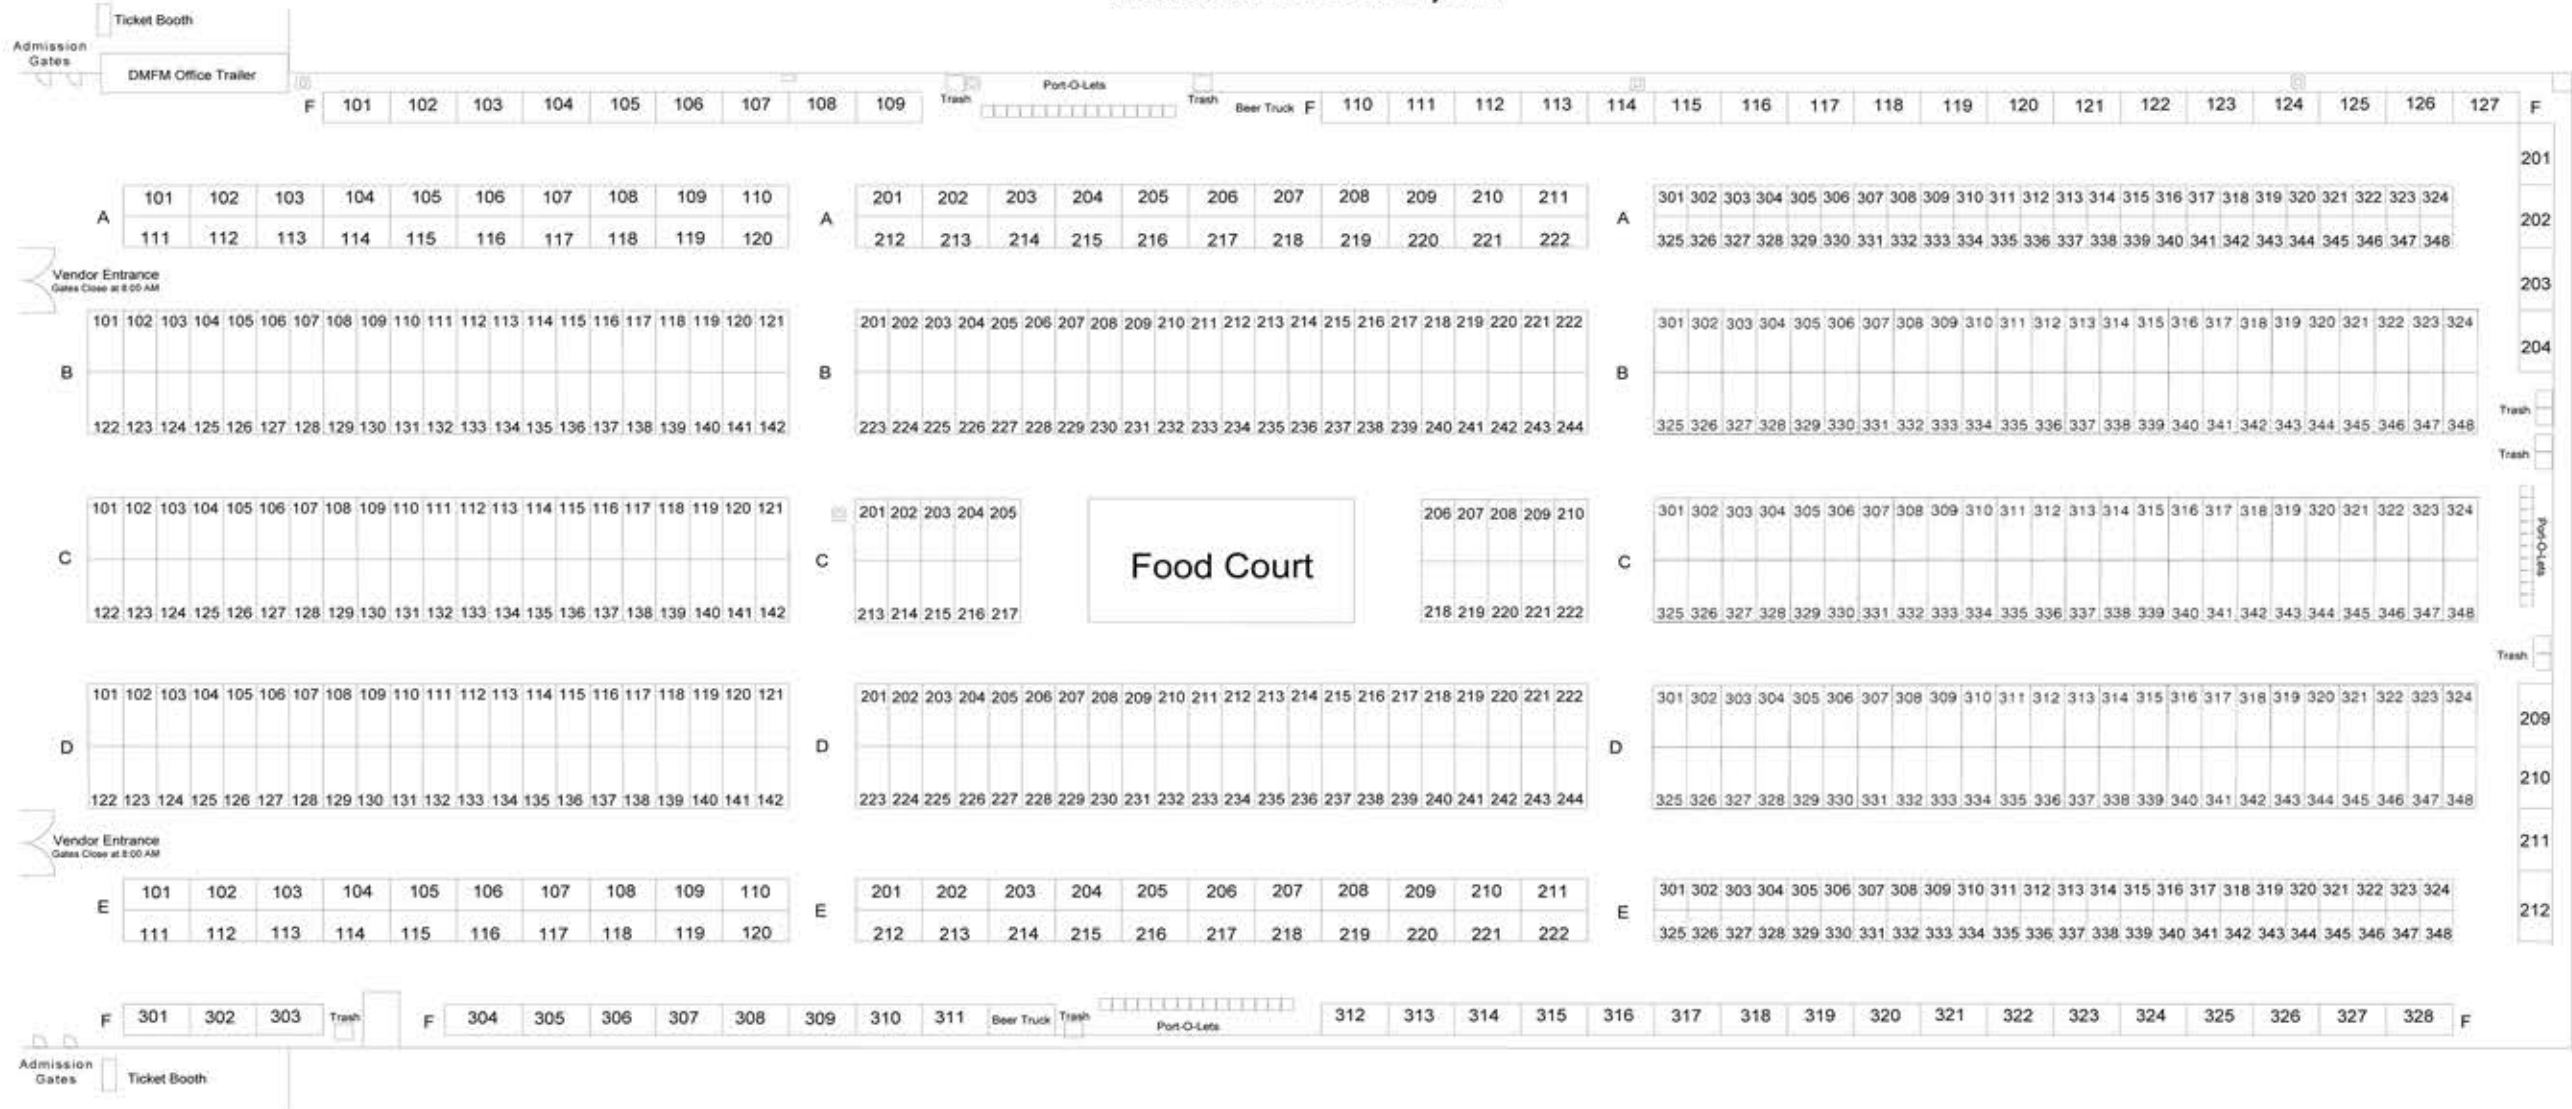 Ticket Booth
Admission
Gates
DMFM Office Trailer
Port-O-Lets
F 101 102 103 104 105 106 107 108 109 Trash Trash Beer Truck F 110 111 112 113 114 115 116 117 118 119 120 121 122 123 124 125 126 127 F
201
A 101 102 103 104 105 106 107 108 109 110
111 112 113 114 115 116 117 118 119 120
A 201 202 203 204 205 206 207 208 209 210 211
212 213 214 215 216 217 218 219 220 221 222
A 301 302 303 304 305 306 307 308 309 310 311 312 313 314 315 316 317 318 319 320 321 322 323 324
325 326 327 328 329 330 331 332 333 334 335 336 337 338 339 340 341 342 343 344 345 346 347 348
202
Vendor Entrance
Gates Close at 8:00 AM
203
B 101 102 103 104 105 106 107 108 109 110 111 112 113 114 115 116 117 118 119 120 121
122 123 124 125 126 127 128 129 130 131 132 133 134 135 136 137 138 139 140 141 142
B 201 202 203 204 205 206 207 208 209 210 211 212 213 214 215 216 217 218 219 220 221 222
223 224 225 226 227 228 229 230 231 232 233 234 235 236 237 238 239 240 241 242 243 244
B 301 302 303 304 305 306 307 308 309 310 311 312 313 314 315 316 317 318 319 320 321 322 323 324
325 326 327 328 329 330 331 332 333 334 335 336 337 338 339 340 341 342 343 344 345 346 347 348
204
Trash
Trash
C 101 102 103 104 105 106 107 108 109 110 111 112 113 114 115 116 117 118 119 120 121
122 123 124 125 126 127 128 129 130 131 132 133 134 135 136 137 138 139 140 141 142
C 201 202 203 204 205
213 214 215 216 217
Food Court
206 207 208 209 210
218 219 220 221 222
C 301 302 303 304 305 306 307 308 309 310 311 312 313 314 315 316 317 318 319 320 321 322 323 324
325 326 327 328 329 330 331 332 333 334 335 336 337 338 339 340 341 342 343 344 345 346 347 348
Port-O-Lets
Trash
D 101 102 103 104 105 106 107 108 109 110 111 112 113 114 115 116 117 118 119 120 121
122 123 124 125 126 127 128 129 130 131 132 133 134 135 136 137 138 139 140 141 142
D 201 202 203 204 205 206 207 208 209 210 211 212 213 214 215 216 217 218 219 220 221 222
223 224 225 226 227 228 229 230 231 232 233 234 235 236 237 238 239 240 241 242 243 244
D 301 302 303 304 305 306 307 308 309 310 311 312 313 314 315 316 317 318 319 320 321 322 323 324
325 326 327 328 329 330 331 332 333 334 335 336 337 338 339 340 341 342 343 344 345 346 347 348
209
210
211
Vendor Entrance
Gates Close at 8:00 AM
E 101 102 103 104 105 106 107 108 109 110
111 112 113 114 115 116 117 118 119 120
E 201 202 203 204 205 206 207 208 209 210 211
212 213 214 215 216 217 218 219 220 221 222
E 301 302 303 304 305 306 307 308 309 310 311 312 313 314 315 316 317 318 319 320 321 322 323 324
325 326 327 328 329 330 331 332 333 334 335 336 337 338 339 340 341 342 343 344 345 346 347 348
212
F 301 302 303 Trash F 304 305 306 307 308 309 310 311 Beer Truck Trash 312 313 314 315 316 317 318 319 320 321 322 323 324 325 326 327 328 F
Port-O-Lets
Admission
Gates
Ticket Booth